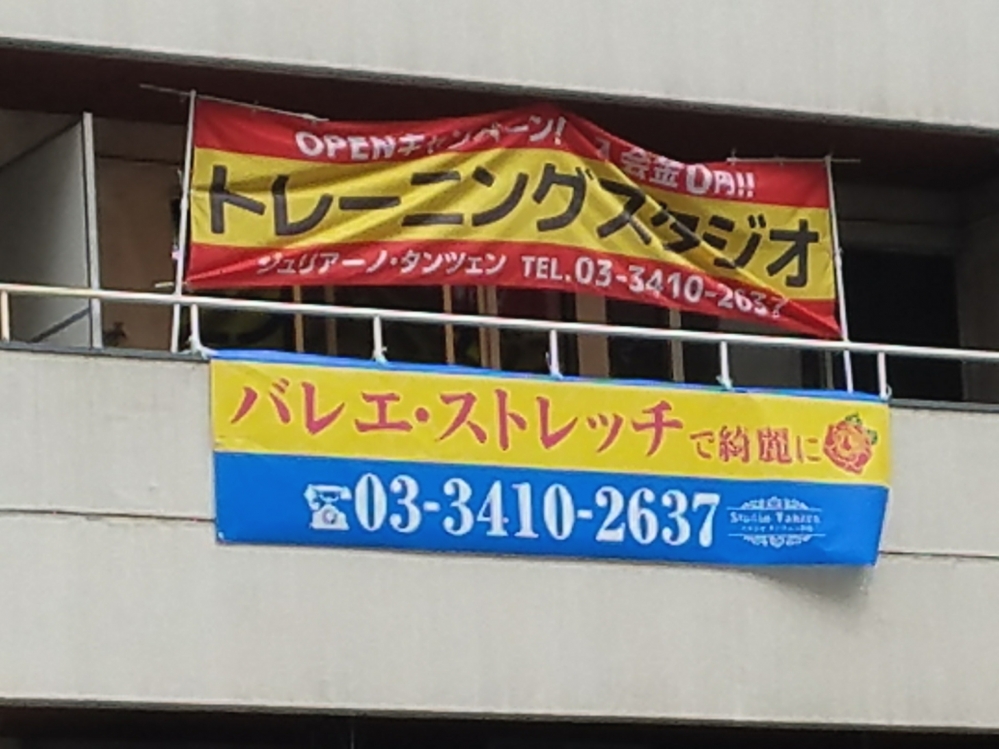 OPENキャンペーン! 入会金0円!!
トレーニングスタジオ
ジュリアーノ・タンツェン TEL.03-3410-2637
バレエ・ストレッチで綺麗に
03-3410-2637
Studio